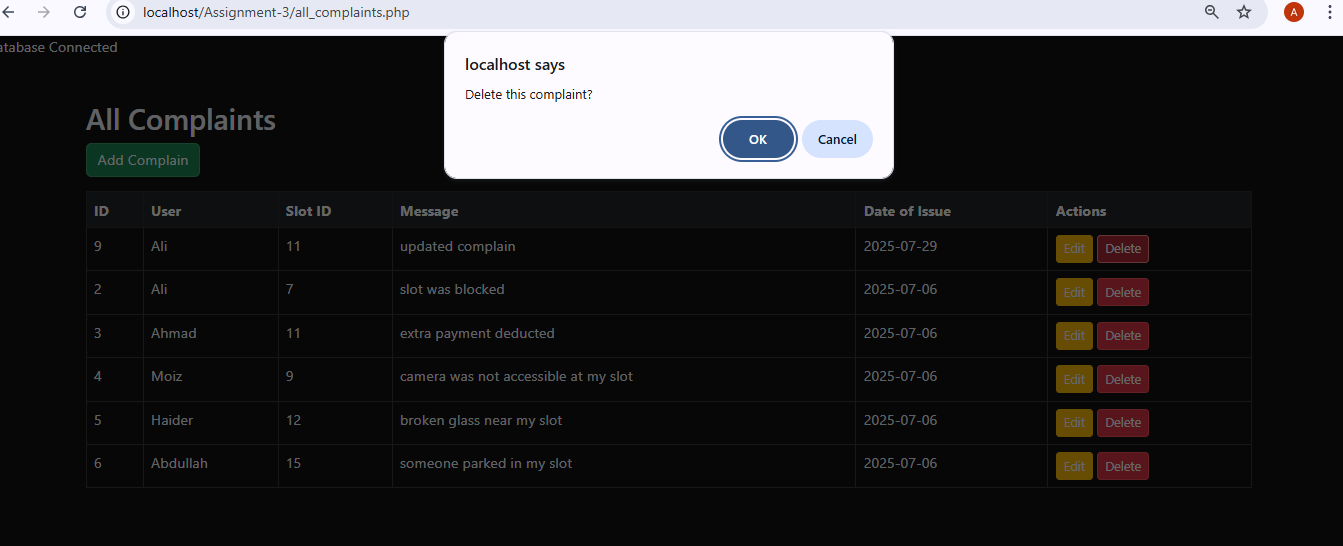 localhost/Assignment-3/all_complaints.php
A
atabase Connected
localhost says
Delete this complaint?
OK Cancel
All Complaints
Add Complain
ID User Slot ID Message Date of Issue Actions
9 Ali 11 updated complain 2025-07-29 Edit Delete
2 Ali 7 slot was blocked 2025-07-06 Edit Delete
3 Ahmad 11 extra payment deducted 2025-07-06 Edit Delete
4 Moiz 9 camera was not accessible at my slot 2025-07-06 Edit Delete
5 Haider 12 broken glass near my slot 2025-07-06 Edit Delete
6 Abdullah 15 someone parked in my slot 2025-07-06 Edit Delete